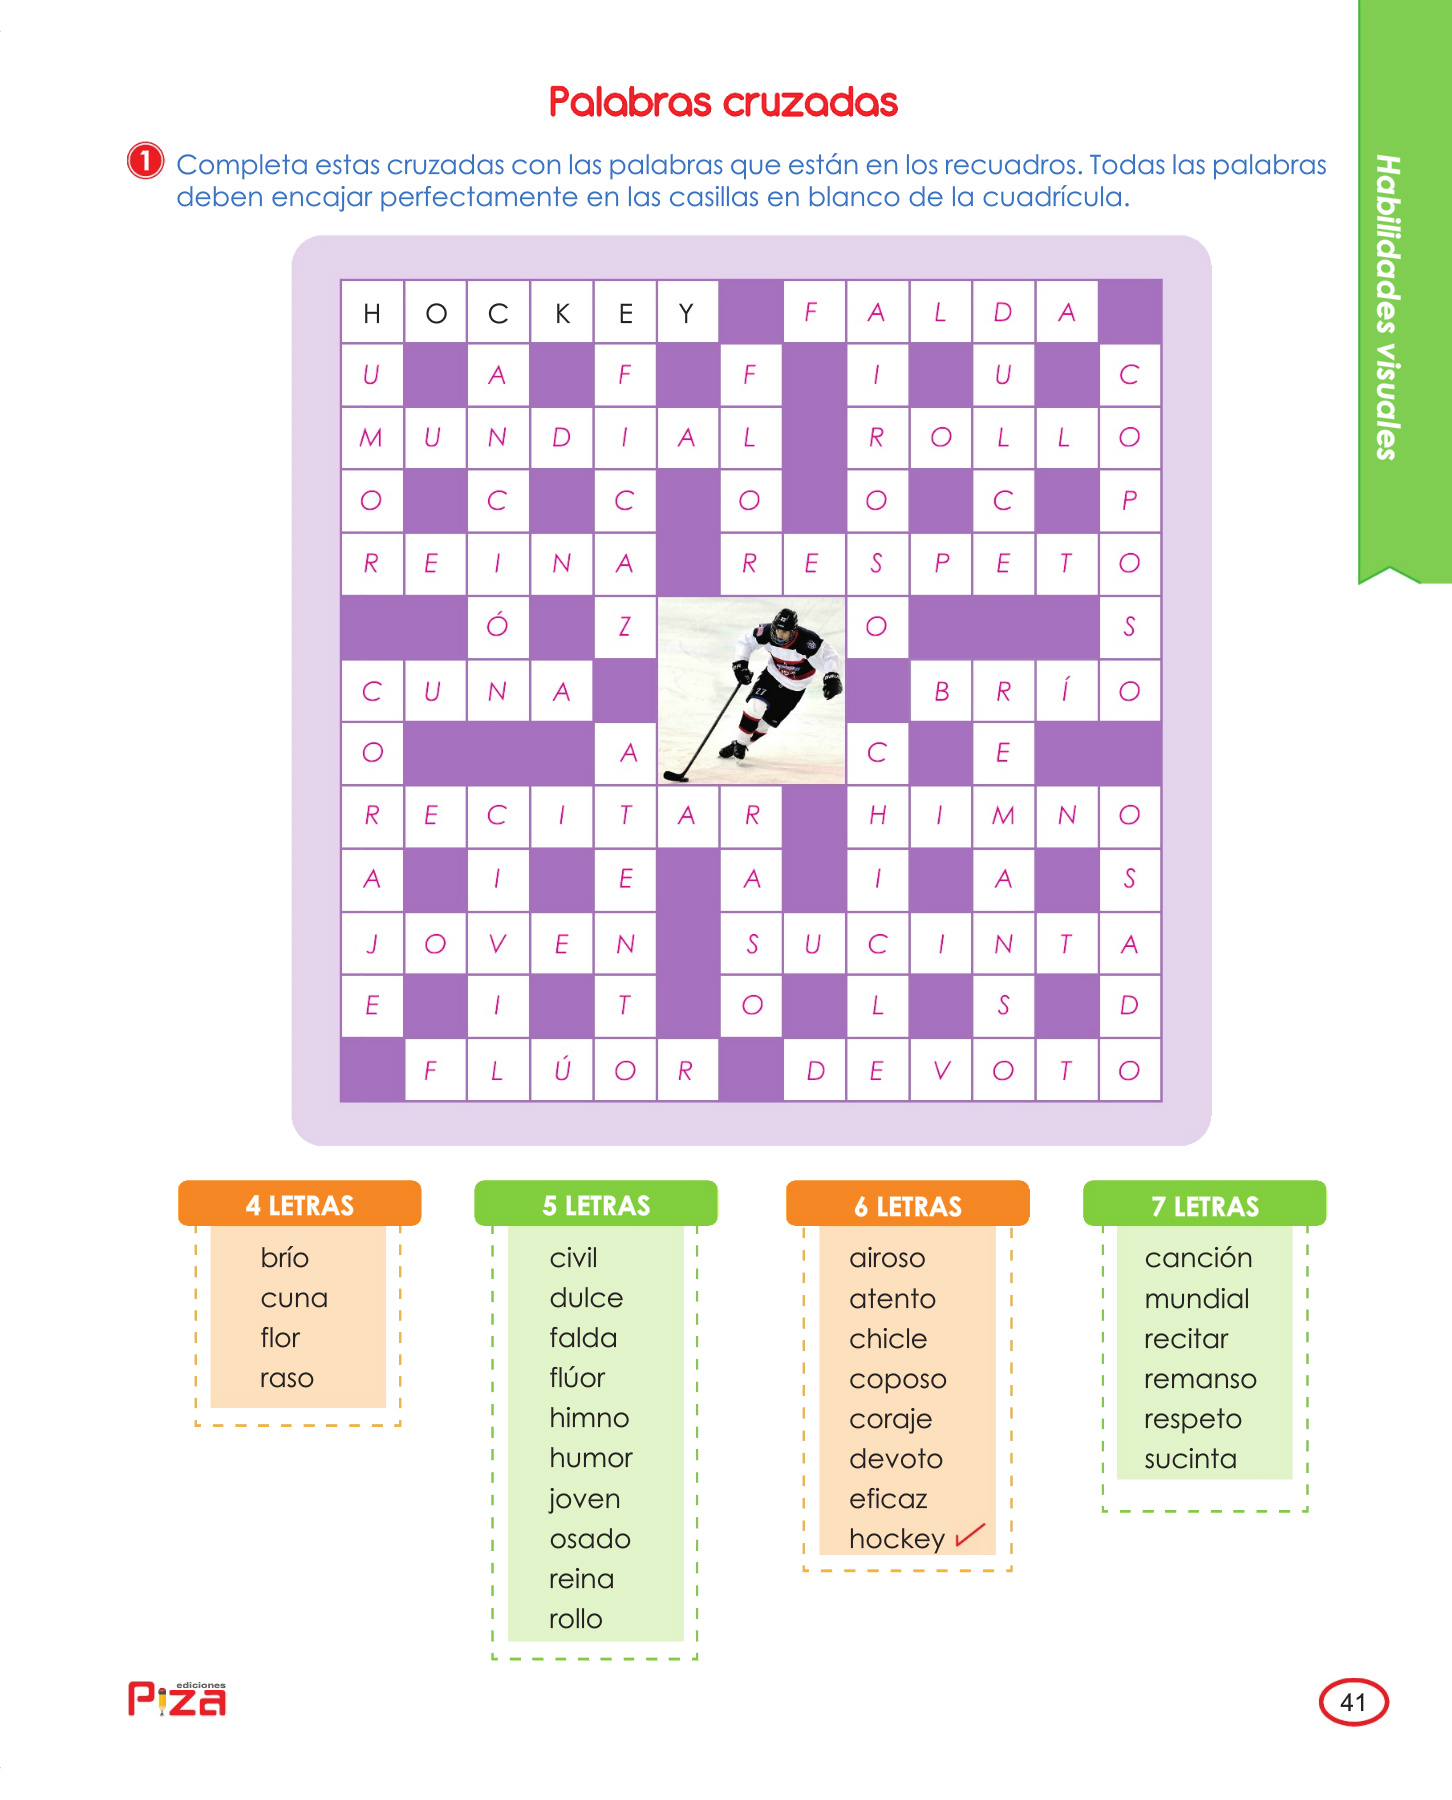 Palabras cruzadas
1 Completa estas cruzadas con las palabras que están en los recuadros. Todas las palabras
deben encajar perfectamente en las casillas en blanco de la cuadrícula.
Habilidades visuales
H O C K E Y F A L D A
U A F F I U C
M U N D I A L R O L L O
O C C O O C P
R E I N A R E S P E T O
Ó Z O S
C U N A B R Í O
O A C E
R E C I T A R H I M N O
A I E A I A S
J O V E N S U C I N T A
E I T O L S D
F L Ú O R D E V O T O
4 LETRAS
brío
cuna
flor
raso
5 LETRAS
civil
dulce
falda
flúor
himno
humor
joven
osado
reina
rollo
6 LETRAS
airoso
atento
chicle
coposo
coraje
devoto
eficaz
hockey
7 LETRAS
canción
mundial
recitar
remanso
respeto
sucinta
ediciones
Piza
41